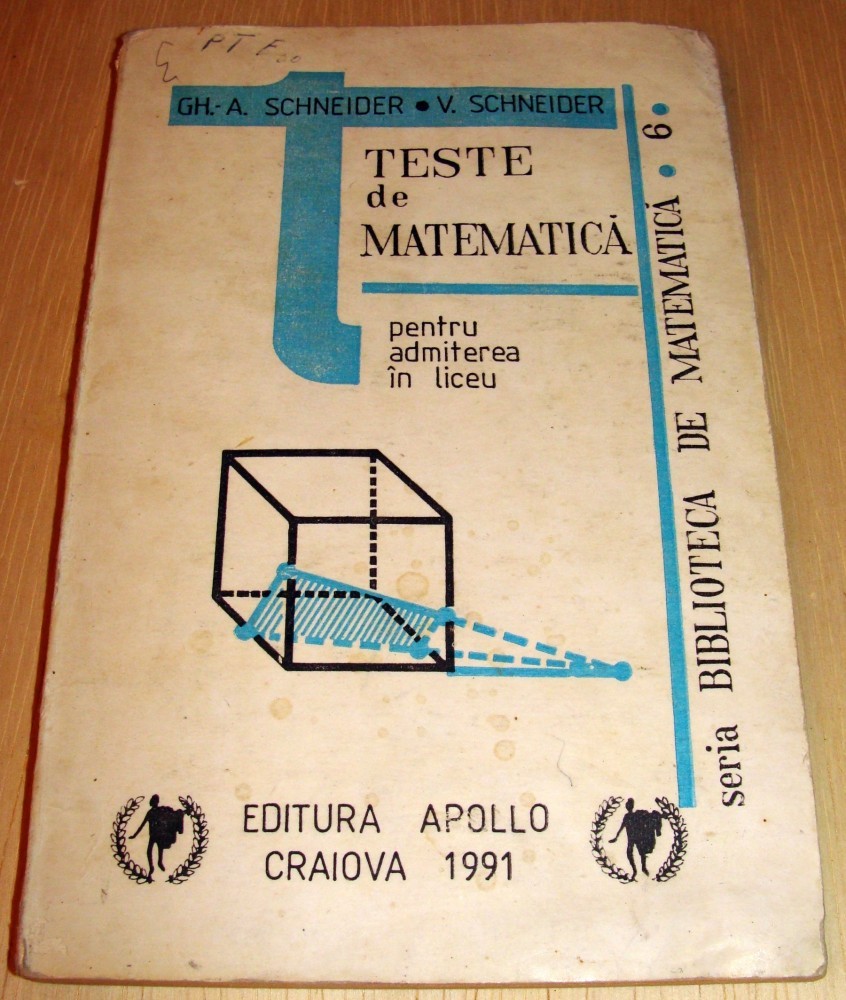 PTE
GH.-A. SCHNEIDER • V. SCHNEIDER
TESTE
de
MATEMATICĂ
pentru
admiterea
în liceu
seria BIBLIOTECA DE MATEMATICĂ • 6 •
EDITURA APOLLO
CRAIOVA 1991